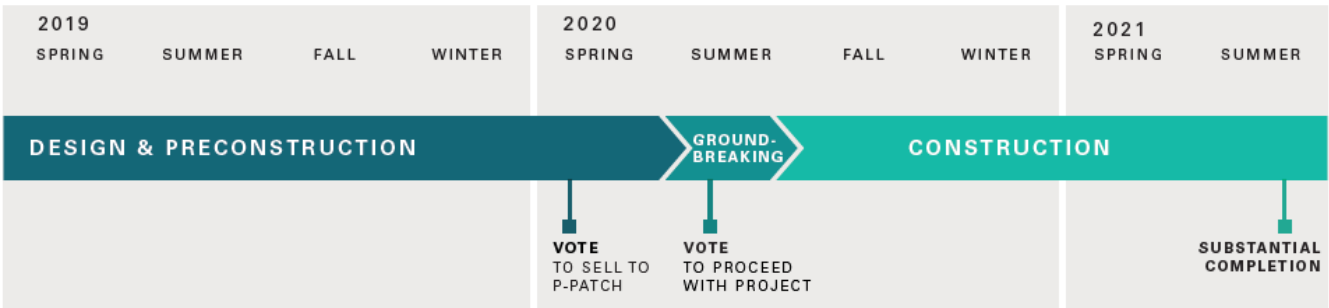 2019
SPRING SUMMER FALL WINTER
2020
SPRING SUMMER FALL WINTER
2021
SPRING SUMMER
DESIGN & PRECONSTRUCTION
GROUND-
BREAKING
CONSTRUCTION
VOTE
TO SELL TO
P-PATCH
VOTE
TO PROCEED
WITH PROJECT
SUBSTANTIAL
COMPLETION